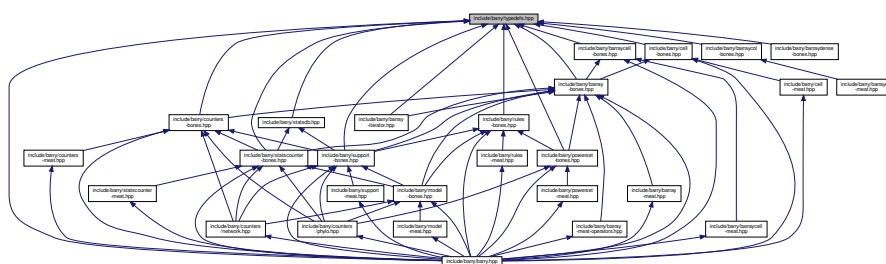 include/barry/typedefs.hpp
include/barry/barraycell
-bones.hpp
include/barry/cell
-bones.hpp
include/barry/barraycol
-bones.hpp
include/barry/barraydense
-bones.hpp
include/barry/barray
-bones.hpp
include/barry/cell
-meat.hpp
include/barry/barray
-meat.hpp
include/barry/counters
-bones.hpp
include/barry/statsdb.hpp
include/barry/barray
-iterator.hpp
include/barry/rules
-bones.hpp
include/barry/counters
-meat.hpp
include/barry/statscounter
-bones.hpp
include/barry/support
-bones.hpp
include/barry/rules
-meat.hpp
include/barry/powerset
-bones.hpp
include/barry/statscounter
-meat.hpp
include/barry/support
-meat.hpp
include/barry/model
-bones.hpp
include/barry/powerset
-meat.hpp
include/barry/barray
-meat.hpp
include/barry/counters
/network.hpp
include/barry/counters
/phylo.hpp
include/barry/model
-meat.hpp
include/barry/barray
-meat-operators.hpp
include/barry/barraycell
-meat.hpp
include/barry/barry.hpp